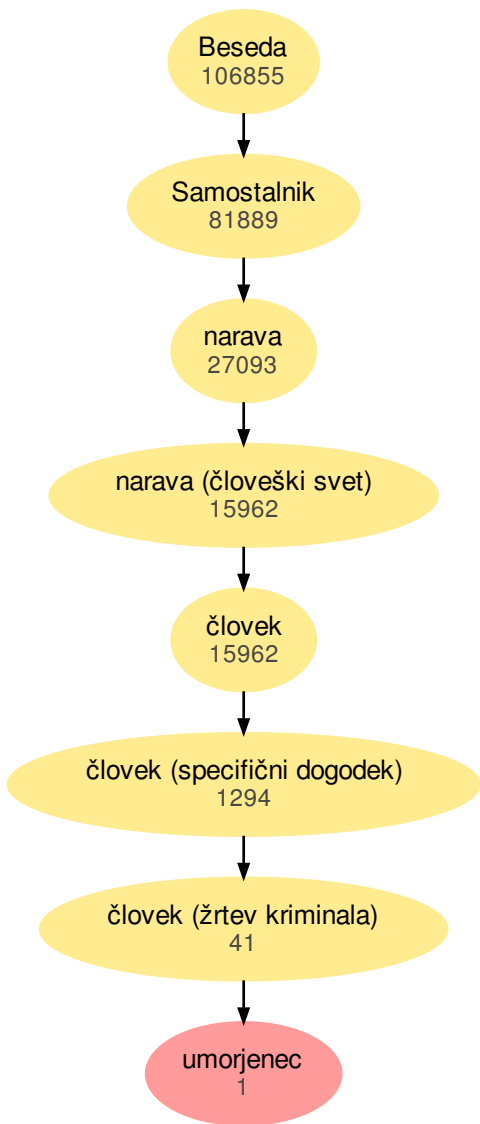 Beseda
106855
Samostalnik
81889
narava
27093
narava (človeški svet)
15962
človek
15962
človek (specifični dogodek)
1294
človek (žrtev kriminala)
41
umorjenec
1